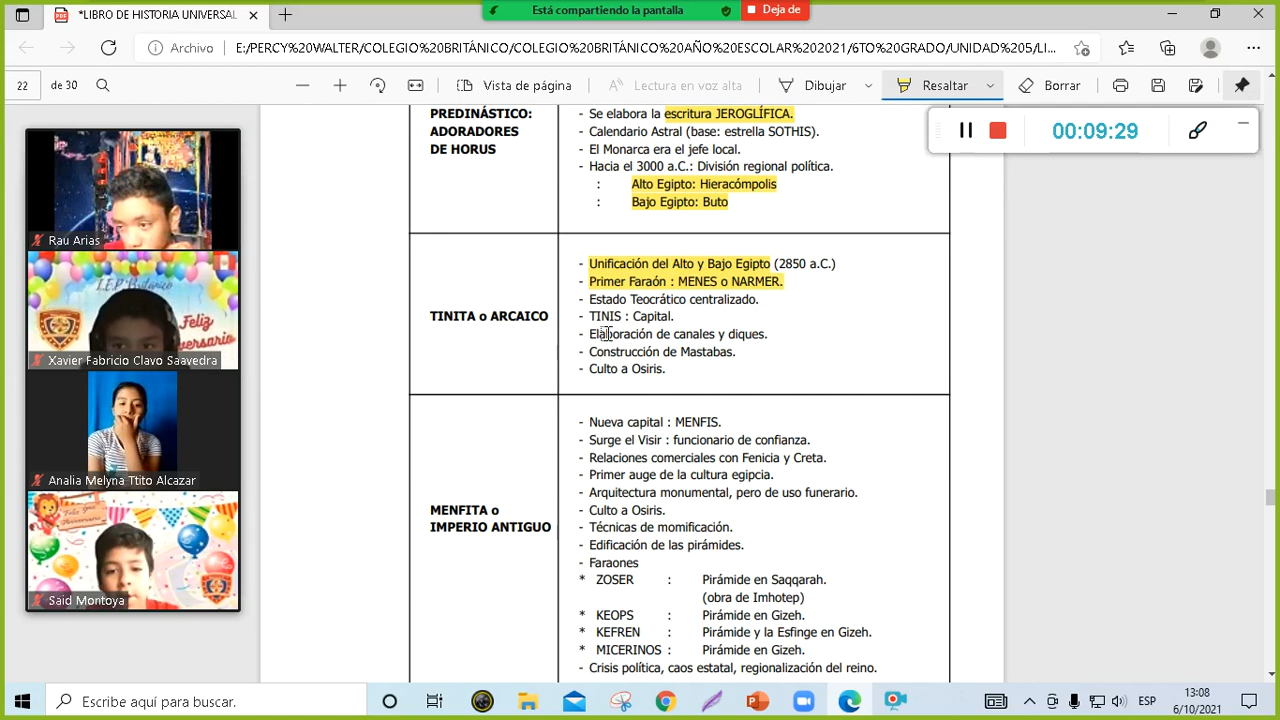 *LIBRO DE HISTORIA UNIVERSAL
Está compartiendo la pantalla
Deja de
Archivo
E:/PERCY%20WALTER/COLEGIO%20BRITÁNICO/COLEGIO%20BRITÁNICO%20AÑO%20ESCOLAR%202021/6TO%20GRADO/UNIDAD%205/LI...
22 de 30
Vista de página
Lectura en voz alta
Dibujar
Resaltar
Borrar
00:09:29
PREDINÁSTICO:
ADORADORES
DE HORUS
- Se elabora la escritura JEROGLÍFICA.
- Calendario Astral (base: estrella SOTHIS).
- El Monarca era el jefe local.
- Hacia el 3000 a.C.: División regional política.
: Alto Egipto: Hieracómpolis
: Bajo Egipto: Buto
TINITA o ARCAICO
- Unificación del Alto y Bajo Egipto (2850 a.C.)
- Primer Faraón : MENES o NARMER.
- Estado Teocrático centralizado.
- TINIS : Capital.
- Elaboración de canales y diques.
- Construcción de Mastabas.
- Culto a Osiris.
MENFITA o
IMPERIO ANTIGUO
- Nueva capital : MENFIS.
- Surge el Visir : funcionario de confianza.
- Relaciones comerciales con Fenicia y Creta.
- Primer auge de la cultura egipcia.
- Arquitectura monumental, pero de uso funerario.
- Culto a Osiris.
- Técnicas de momificación.
- Edificación de las pirámides.
- Faraones
* ZOSER : Pirámide en Saqqarah.
(obra de Imhotep)
* KEOPS : Pirámide en Gizeh.
* KEFREN : Pirámide y la Esfinge en Gizeh.
* MICERINOS : Pirámide en Gizeh.
- Crisis política, caos estatal, regionalización del reino.
Rau Arias
I.E.P Británico
Feliz
Xavier Fabricio Clavo Saavedra
Analia Melyna Ttito Alcazar
Said Montoya
Escribe aquí para buscar.
ESP
13:08
6/10/2021